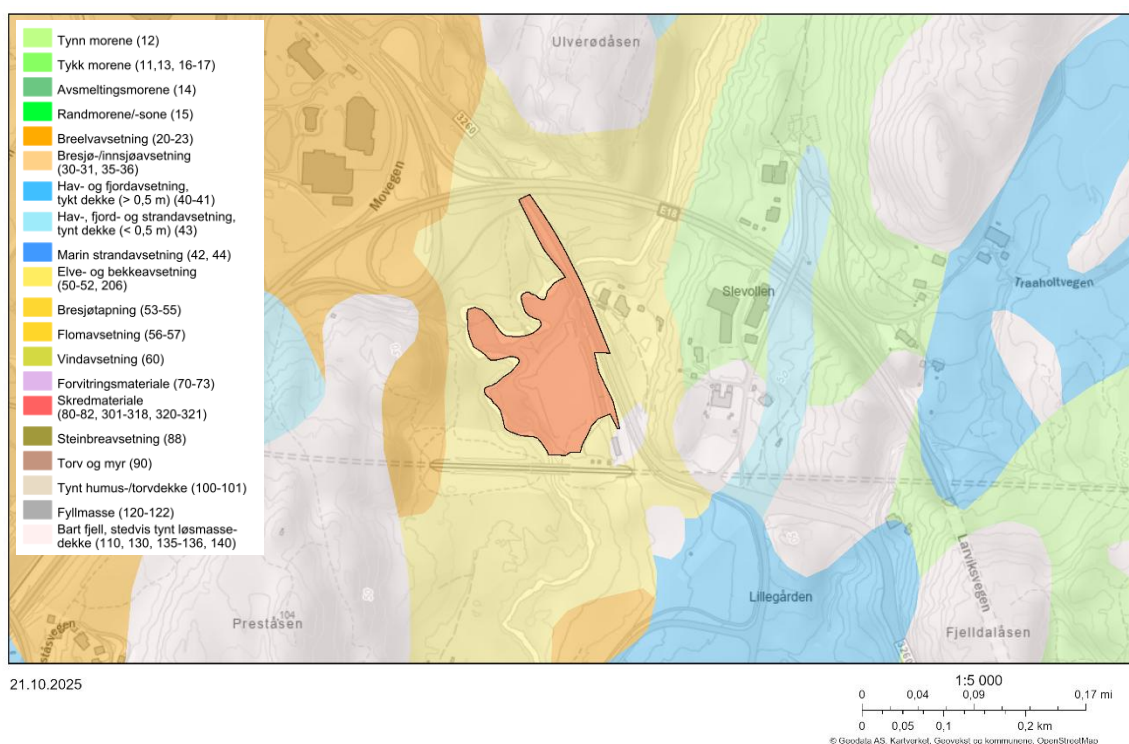 Tynn morene (12)
Tykk morene (11,13, 16-17)
Avsmeltingsmorene (14)
Randmorene/-sone (15)
Breelvavsetning (20-23)
Bresjø-/innsjøavsetning
(30-31, 35-36)
Hav- og fjordavsetning,
tykt dekke (> 0,5 m) (40-41)
Hav-, fjord- og strandavsetning,
tynt dekke (< 0,5 m) (43)
Marin strandavsetning (42, 44)
Elve- og bekkeavsetning
(50-52, 206)
Bresjøtapning (53-55)
Flomavsetning (56-57)
Vindavsetning (60)
Forvitringsmateriale (70-73)
Skredmateriale
(80-82, 301-318, 320-321)
Steinbreavsetning (88)
Torv og myr (90)
Tynt humus-/torvdekke (100-101)
Fyllmasse (120-122)
Bart fjell, stedvis tynt løsmasse-
dekke (110, 130, 135-136, 140)
Ulverødåsen
3260
Movegen
E18
Slevollen
Traaholtvegen
Larviksvegen
Lillegården
104
Preståsen
Fjelldalåsen
3260
21.10.2025
1:5 000
0 0,04 0,09 0,17 mi
0 0,05 0,1 0,2 km
© Geodata AS, Kartverket, Geovekst og kommunene, OpenStreetMap